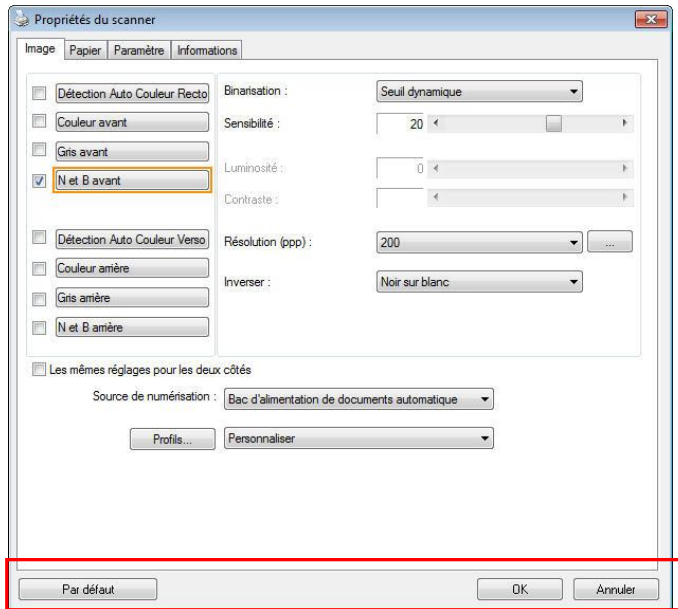 Propriétés du scanner
Image Papier Paramètre Informations
Détection Auto Couleur Recto
Couleur avant
Gris avant
N et B avant
Détection Auto Couleur Verso
Couleur arrière
Gris arrière
N et B arrière
Binarisation : Seuil dynamique
Sensibilité : 20
Luminosité : 0
Contraste :
Résolution (ppp) : 200 ...
Inverser : Noir sur blanc
Les mêmes réglages pour les deux côtés
Source de numérisation : Bac d'alimentation de documents automatique
Profils... Personnaliser
Par défaut OK Annuler